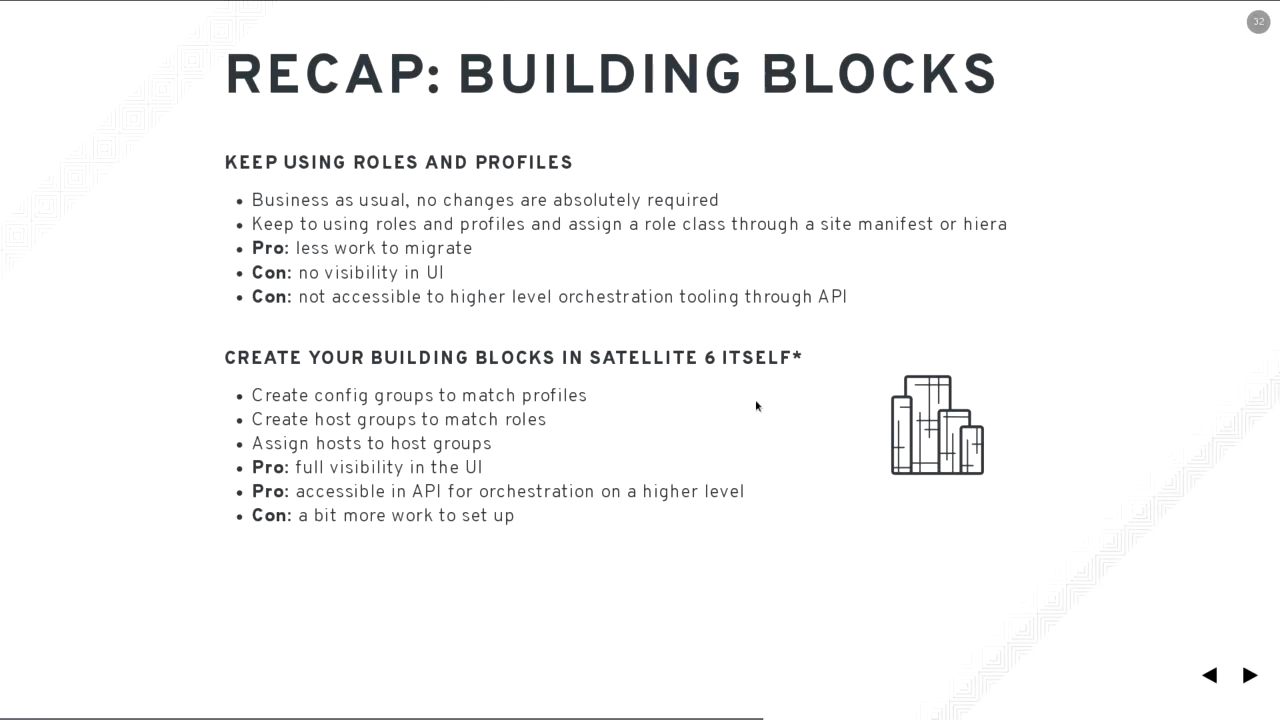 32
RECAP: BUILDING BLOCKS
KEEP USING ROLES AND PROFILES
• Business as usual, no changes are absolutely required
• Keep to using roles and profiles and assign a role class through a site manifest or hiera
• Pro: less work to migrate
• Con: no visibility in UI
• Con: not accessible to higher level orchestration tooling through API
CREATE YOUR BUILDING BLOCKS IN SATELLITE 6 ITSELF*
• Create config groups to match profiles
• Create host groups to match roles
• Assign hosts to host groups
• Pro: full visibility in the UI
• Pro: accessible in API for orchestration on a higher level
• Con: a bit more work to set up